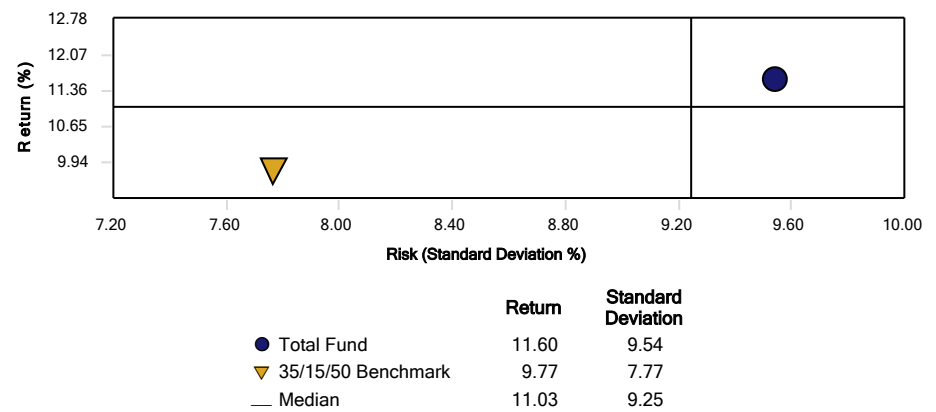 12.78
12.07
11.36
10.65
9.94
Return (%)
7.20 7.60 8.00 8.40 8.80 9.20 9.60 10.00
Risk (Standard Deviation %)
Return Standard Deviation
Total Fund 11.60 9.54
35/15/50 Benchmark 9.77 7.77
Median 11.03 9.25